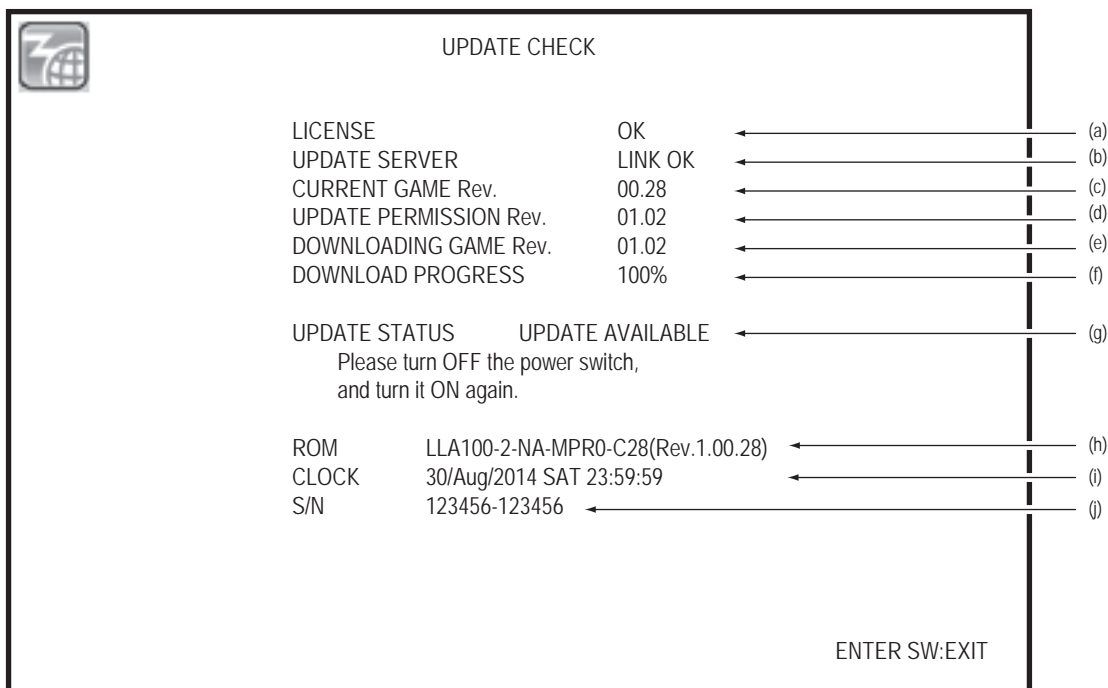 UPDATE CHECK
LICENSE OK (a)
UPDATE SERVER LINK OK (b)
CURRENT GAME Rev. 00.28 (c)
UPDATE PERMISSION Rev. 01.02 (d)
DOWNLOADING GAME Rev. 01.02 (e)
DOWNLOAD PROGRESS 100% (f)
UPDATE STATUS UPDATE AVAILABLE (g)
Please turn OFF the power switch,
and turn it ON again.
ROM LLA100-2-NA-MPR0-C28(Rev.1.00.28) (h)
CLOCK 30/Aug/2014 SAT 23:59:59 (i)
S/N 123456-123456 (j)
ENTER SW:EXIT